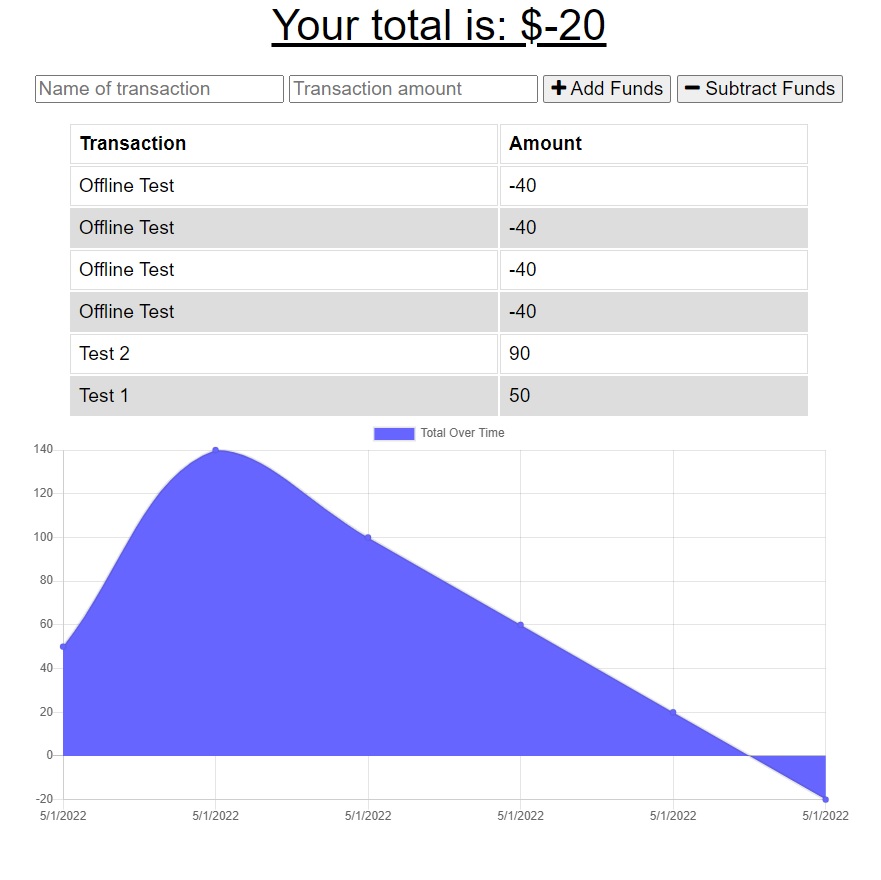 Your total is: $-20
Name of transaction Transaction amount Add Funds Subtract Funds
Transaction Amount
Offline Test -40
Offline Test -40
Offline Test -40
Offline Test -40
Test 2 90
Test 1 50
Total Over Time
140
120
100
80
60
40
20
0
-20
5/1/2022 5/1/2022 5/1/2022 5/1/2022 5/1/2022 5/1/2022